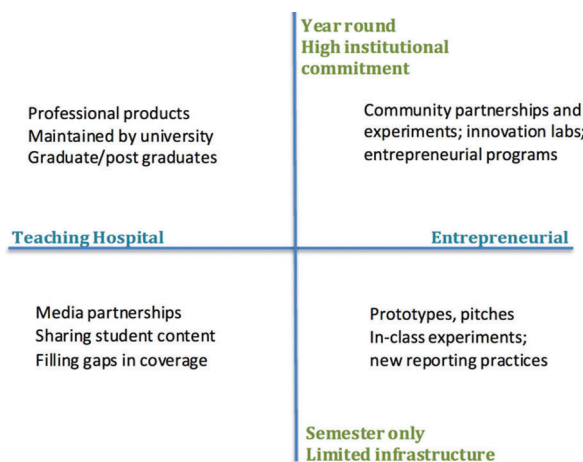 Year round
High institutional
commitment
Professional products
Maintained by university
Graduate/post graduates
Community partnerships and
experiments; innovation labs;
entrepreneurial programs
Teaching Hospital
Entrepreneurial
Media partnerships
Sharing student content
Filling gaps in coverage
Prototypes, pitches
In-class experiments;
new reporting practices
Semester only
Limited infrastructure